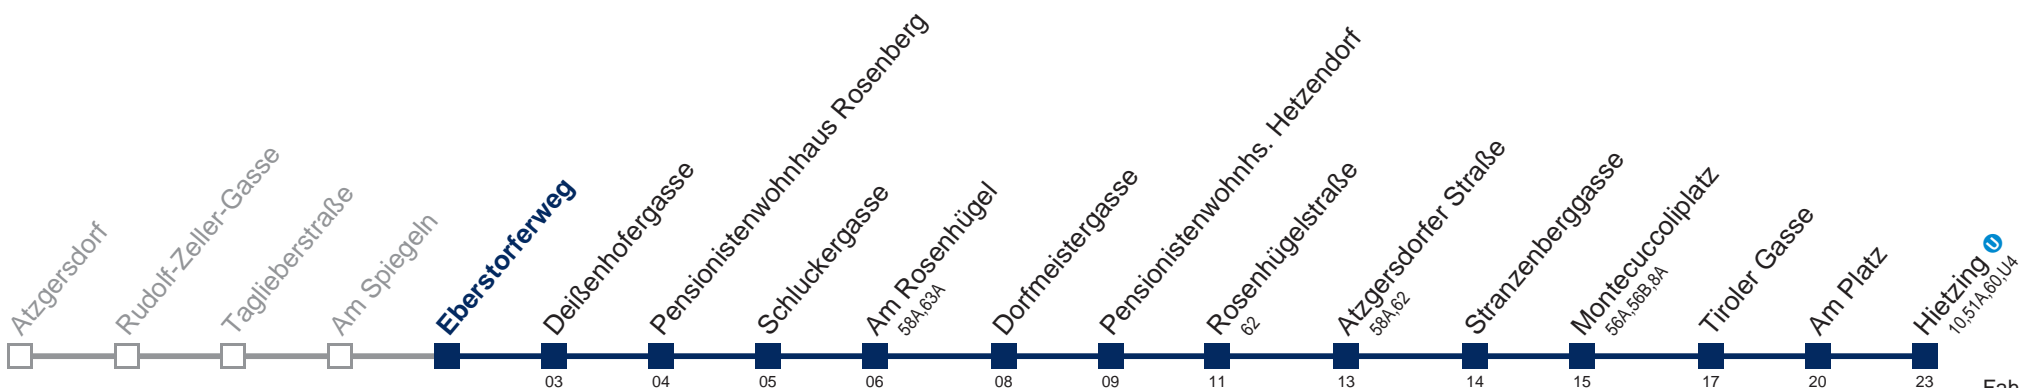 Atzgersdorf
Rudolf-Zeller-Gasse
Taglieberstraße
Am Spiegeln
Eberstorferweg
Deißenhofergasse
03
Pensionistenwohnhaus Rosenberg
04
Schluckergasse
05
Am Rosenhügel
58A,63A
06
Dorfmeistergasse
08
Pensionistenwohnhs. Hetzendorf
09
Rosenhügelstraße
62
11
Atzgersdorfer Straße
58A,62
13
Stranzenberggasse
14
Montecuccoliplatz
56A,56B,8A
15
Tiroler Gasse
17
Am Platz
20
Hietzing U
10,51A,60,U4
23
Fah